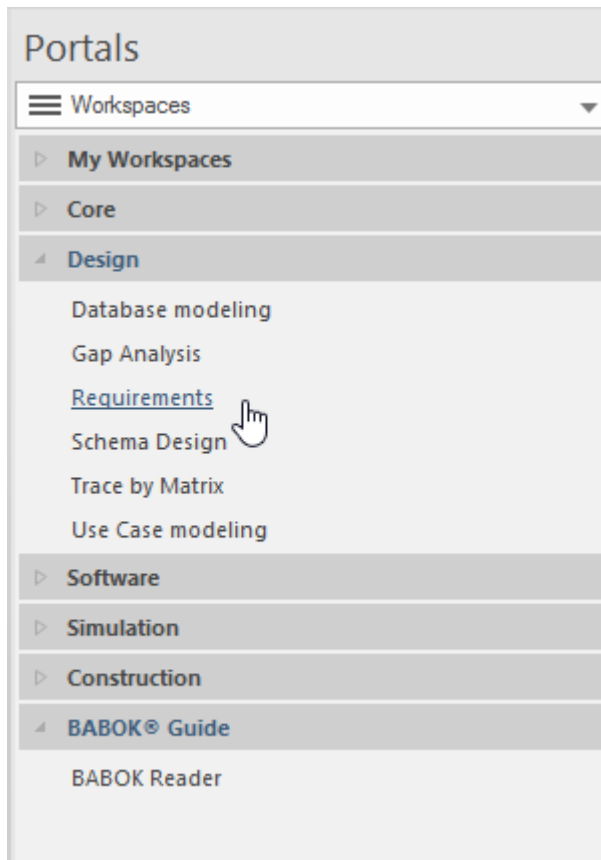 Portals
Workspaces
My Workspaces
Core
Design
Database modeling
Gap Analysis
Requirements
Schema Design
Trace by Matrix
Use Case modeling
Software
Simulation
Construction
BABOK® Guide
BABOK Reader